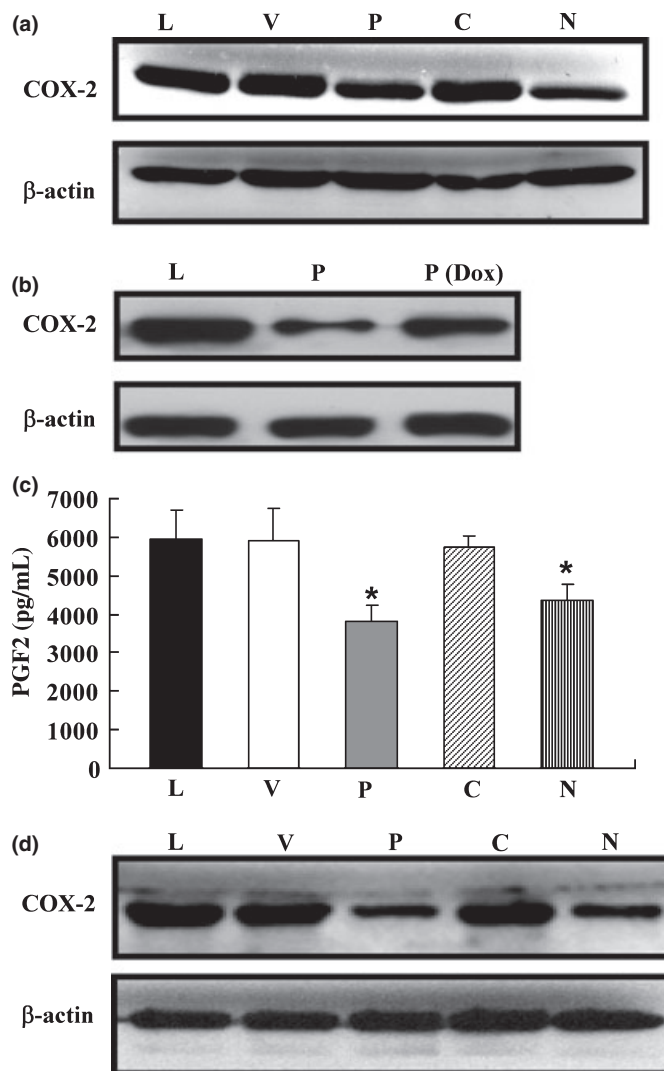 (a)
L V P C N
COX-2
β-actin
(b)
L P P (Dox)
COX-2
β-actin
(c)
7000
6000
5000
4000
3000
2000
1000
0
PGF2 (pg/mL)
* *
L V P C N
(d)
L V P C N
COX-2
β-actin